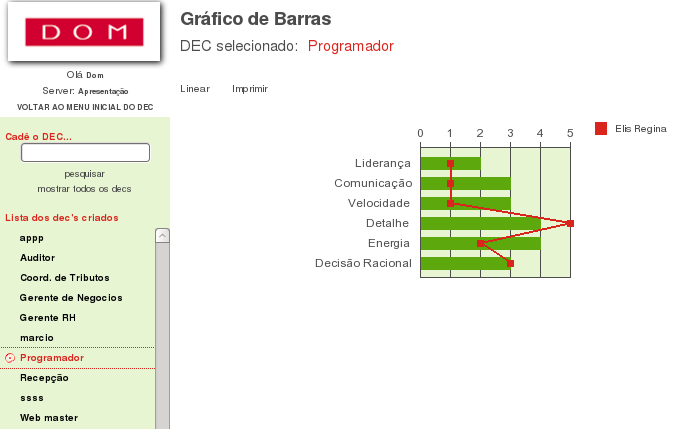 DOM
Olá Dom
Server: Apresentação
VOLTAR AO MENU INICIAL DO DEC
Cadê o DEC...
pesquisar
mostrar todos os decs
Lista dos dec's criados
appp
Auditor
Coord. de Tributos
Gerente de Negocios
Gerente RH
marcio
Programador
Recepção
ssss
Web master
Gráfico de Barras
DEC selecionado: Programador
Linear Imprimir
0 1 2 3 4 5
Elis Regina
Liderança
Comunicação
Velocidade
Detalhe
Energia
Decisão Racional